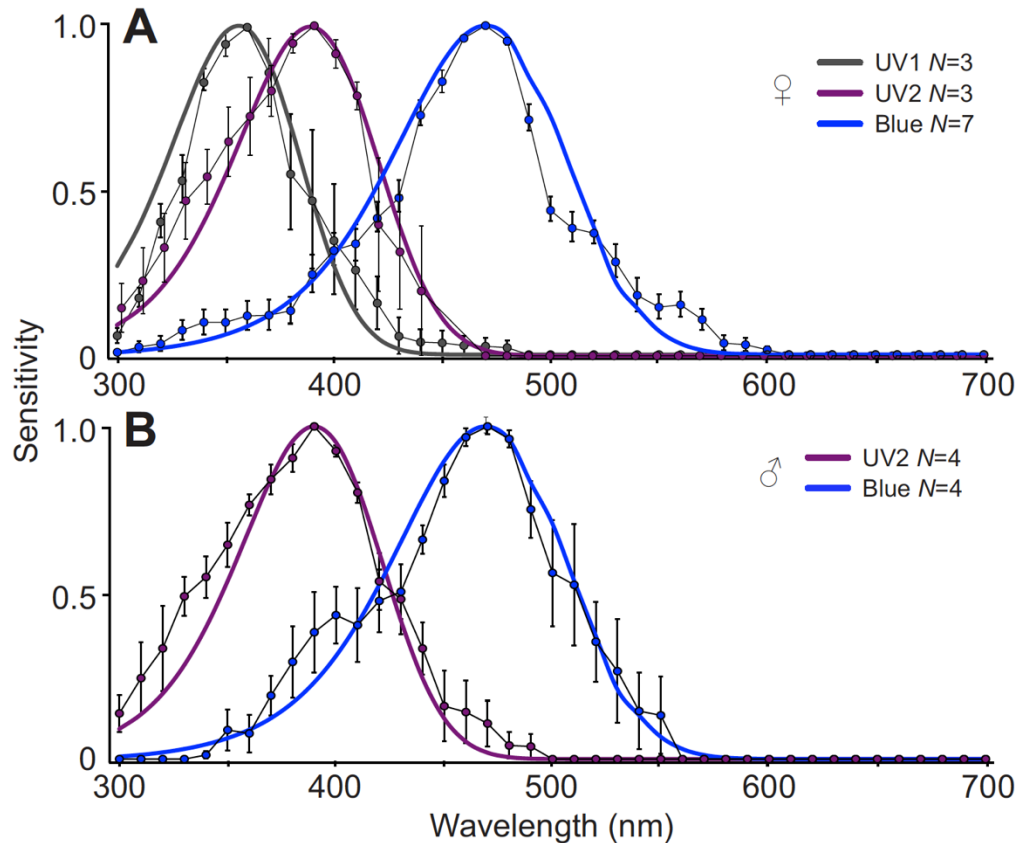 A
1.0
0.5
0
300
400
500
600
700
♀
UV1 N=3
UV2 N=3
Blue N=7
Sensitivity
B
1.0
0.5
0
300
400
500
600
700
♂
UV2 N=4
Blue N=4
Wavelength (nm)